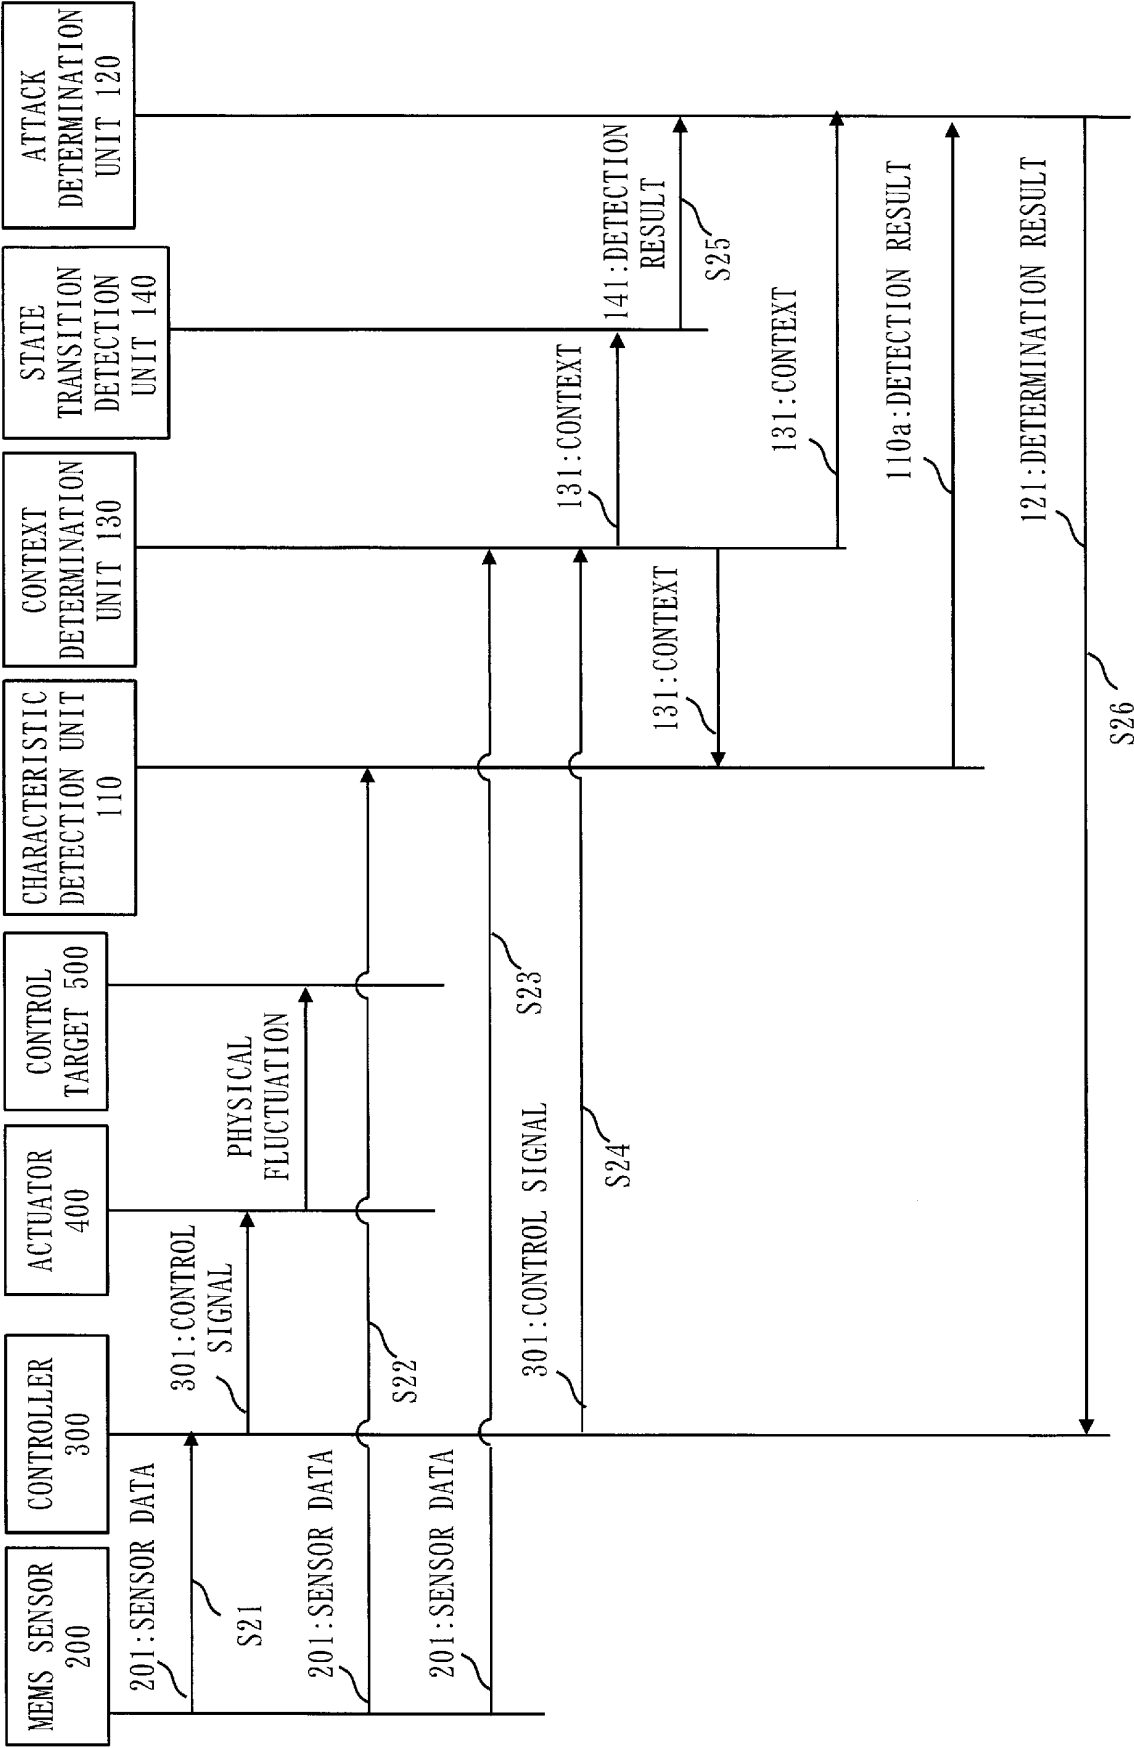 MEMS SENSOR
200
CONTROLLER
300
ACTUATOR
400
CONTROL
TARGET 500
CHARACTERISTIC
DETECTION UNIT
110
CONTEXT
DETERMINATION
UNIT 130
STATE
TRANSITION
DETECTION
UNIT 140
ATTACK
DETERMINATION
UNIT 120
201:SENSOR DATA
S21
301:CONTROL
SIGNAL
PHYSICAL
FLUCTUATION
201:SENSOR DATA
S22
201:SENSOR DATA
S23
301:CONTROL SIGNAL
S24
131:CONTEXT
141:DETECTION
RESULT
S25
131:CONTEXT
131:CONTEXT
110a:DETECTION RESULT
121:DETERMINATION RESULT
S26